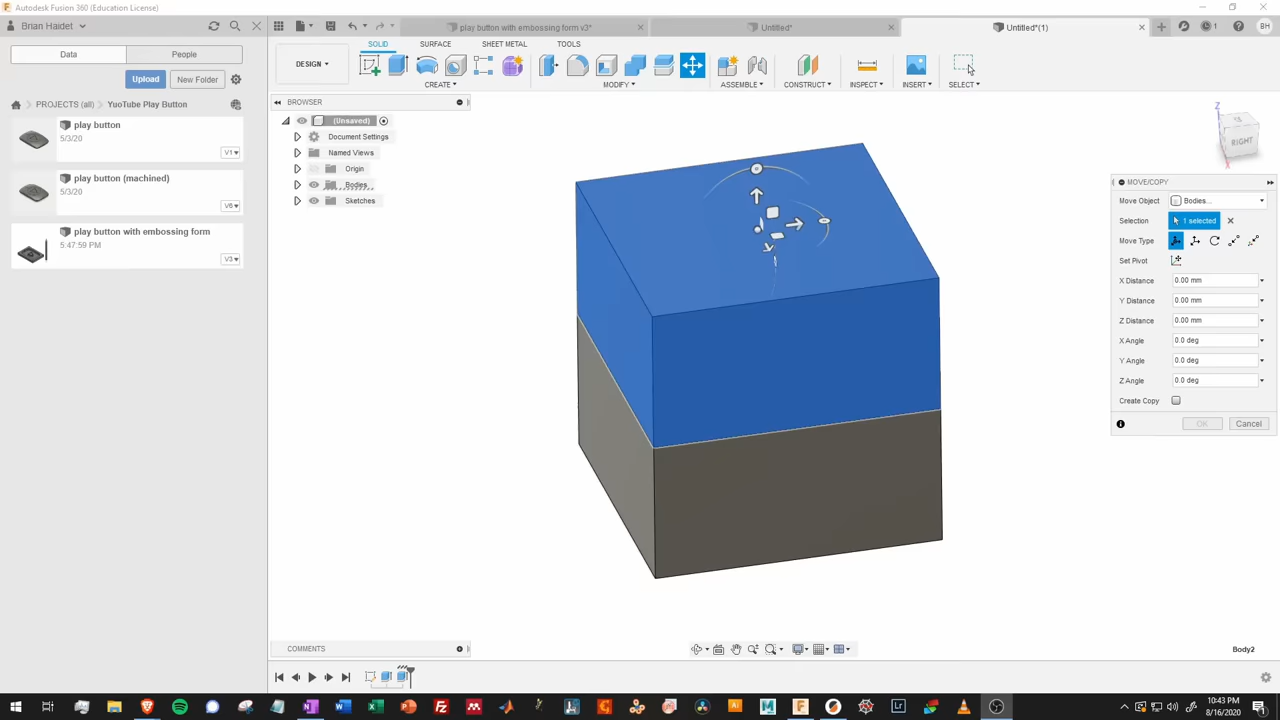 Autodesk Fusion 360 (Education License)
Brian Haidet
play button with embossing form v3*
Untitled*
Untitled*(1)
1
BH
Data
People
SOLID
SURFACE
SHEET METAL
TOOLS
DESIGN
Upload
New Folder
CREATE
MODIFY
ASSEMBLE
CONSTRUCT
INSPECT
INSERT
SELECT
PROJECTS (all)
YuoTube Play Button
BROWSER
play button
5/3/20
V1
play button (machined)
5/3/20
V6
play button with embossing form
5:47:59 PM
V3
(Unsaved)
Document Settings
Named Views
Origin
Bodies
Sketches
Z
RIGHT
X
MOVE/COPY
Move Object
Bodies...
Selection
1 selected
Move Type
Set Pivot
X Distance
0.00 mm
Y Distance
0.00 mm
Z Distance
0.00 mm
X Angle
0.0 deg
Y Angle
0.0 deg
Z Angle
0.0 deg
Create Copy
OK
Cancel
COMMENTS
Body2
10:43 PM
8/16/2020